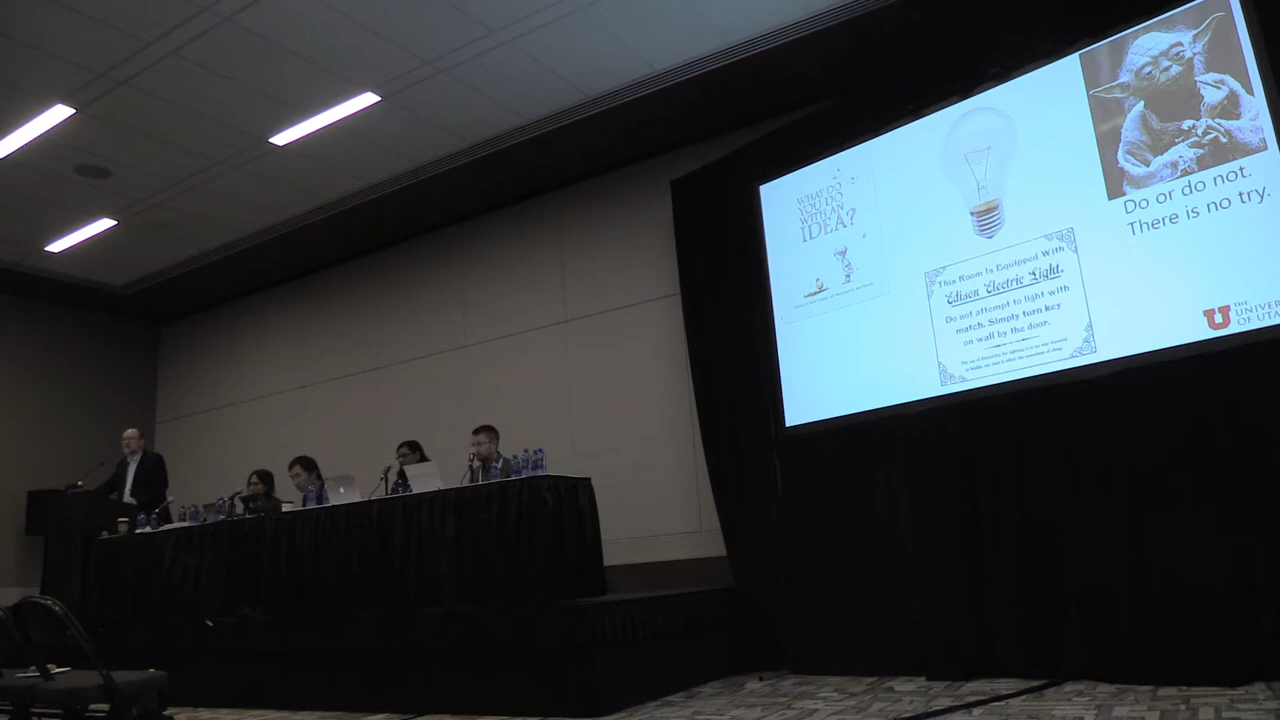 WHAT DO
YOU DO
WITH AN
IDEA?
This Room Is Equipped With
Edison Electric Light.
Do not attempt to light with
match. Simply turn key
on wall by the door.
Do or do not.
There is no try.
U THE
UNIVER
OF UTA